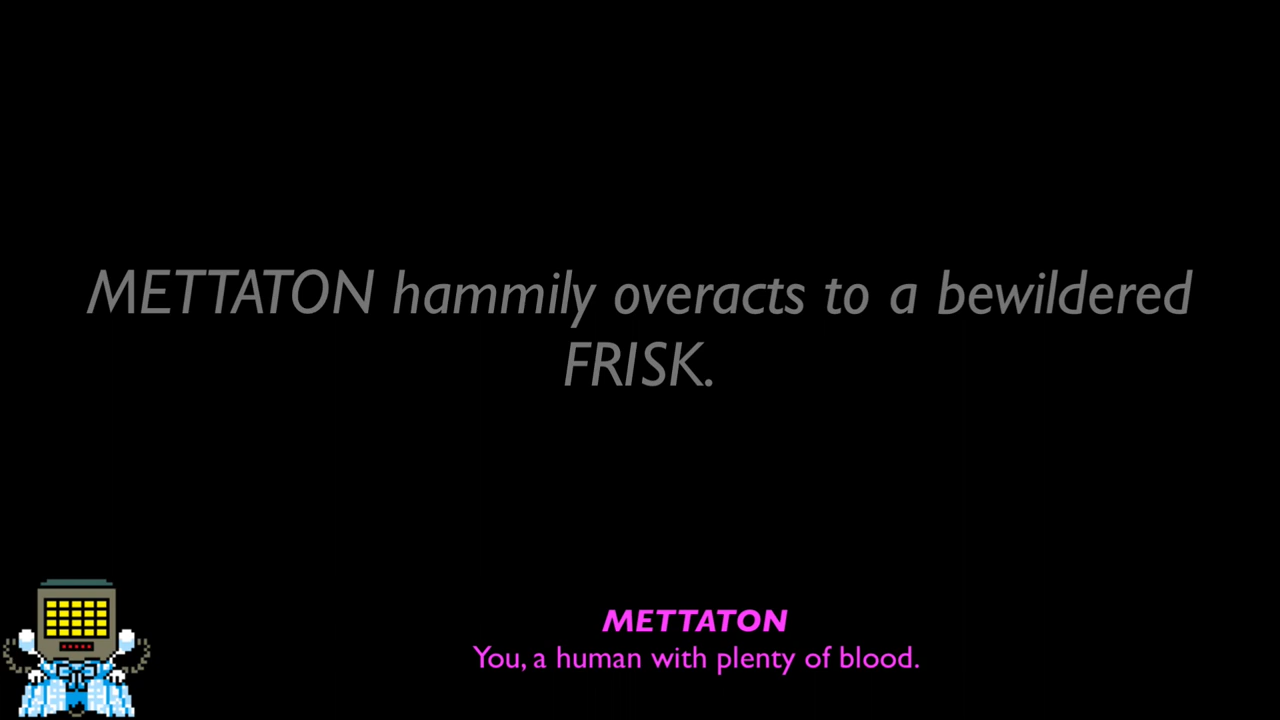 METTATON hammily overacts to a bewildered
FRISK.
METTATON
You, a human with plenty of blood.